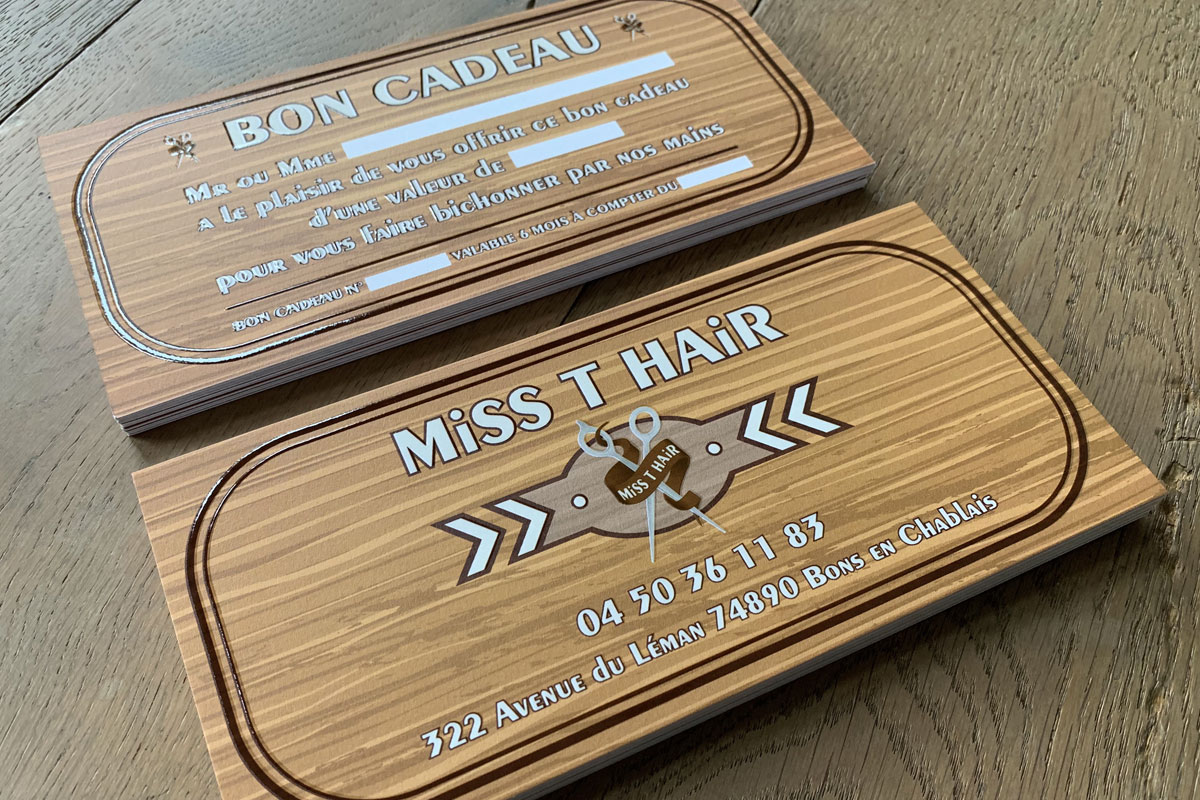 BON CADEAU
MR OU MME
A LE PLAISIR DE VOUS OFFRIR CE BON CADEAU
D'UNE VALEUR DE
POUR VOUS FAIRE BICHONNER PAR NOS MAINS
BON CADEAU N° VALABLE 6 MOIS À COMPTER DU
MiSS T HAiR
MiSS T HAiR
04 50 36 11 83
322 AVENUE DU LÉMAN 74890 BONS EN CHABLAIS